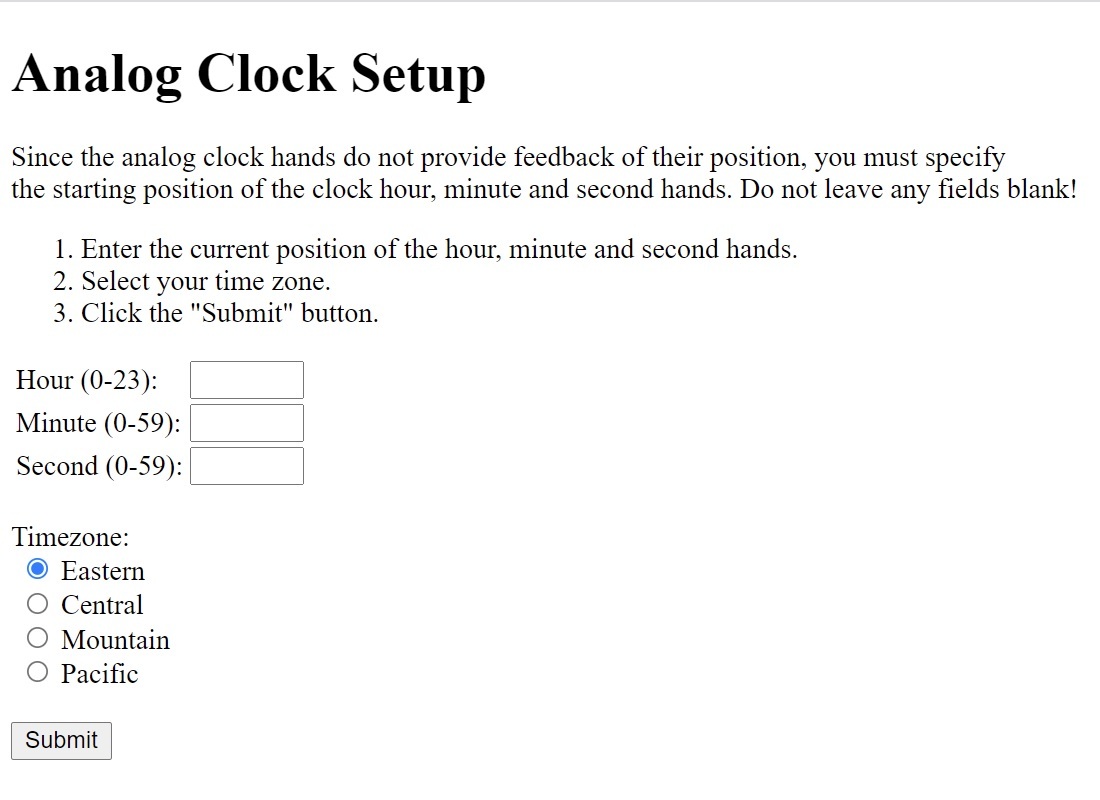 Analog Clock Setup
Since the analog clock hands do not provide feedback of their position, you must specify
the starting position of the clock hour, minute and second hands. Do not leave any fields blank!
1. Enter the current position of the hour, minute and second hands.
2. Select your time zone.
3. Click the "Submit" button.
Hour (0-23):
Minute (0-59):
Second (0-59):
Timezone:
Eastern
Central
Mountain
Pacific
Submit